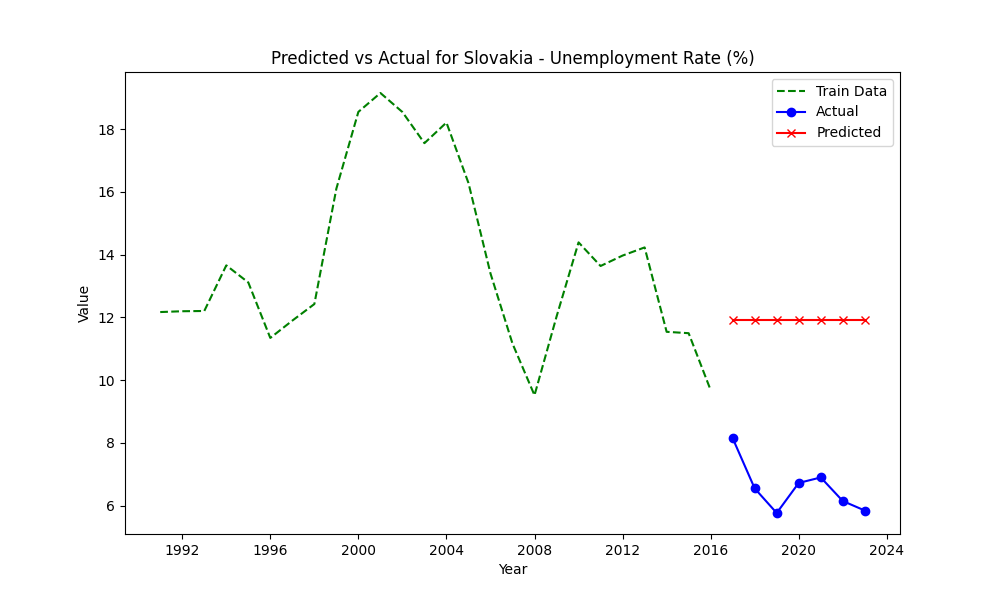 Predicted vs Actual for Slovakia - Unemployment Rate (%)
Train Data
Actual
Predicted
18
16
14
12
10
8
6
Value
1992
1996
2000
2004
2008
2012
2016
2020
2024
Year